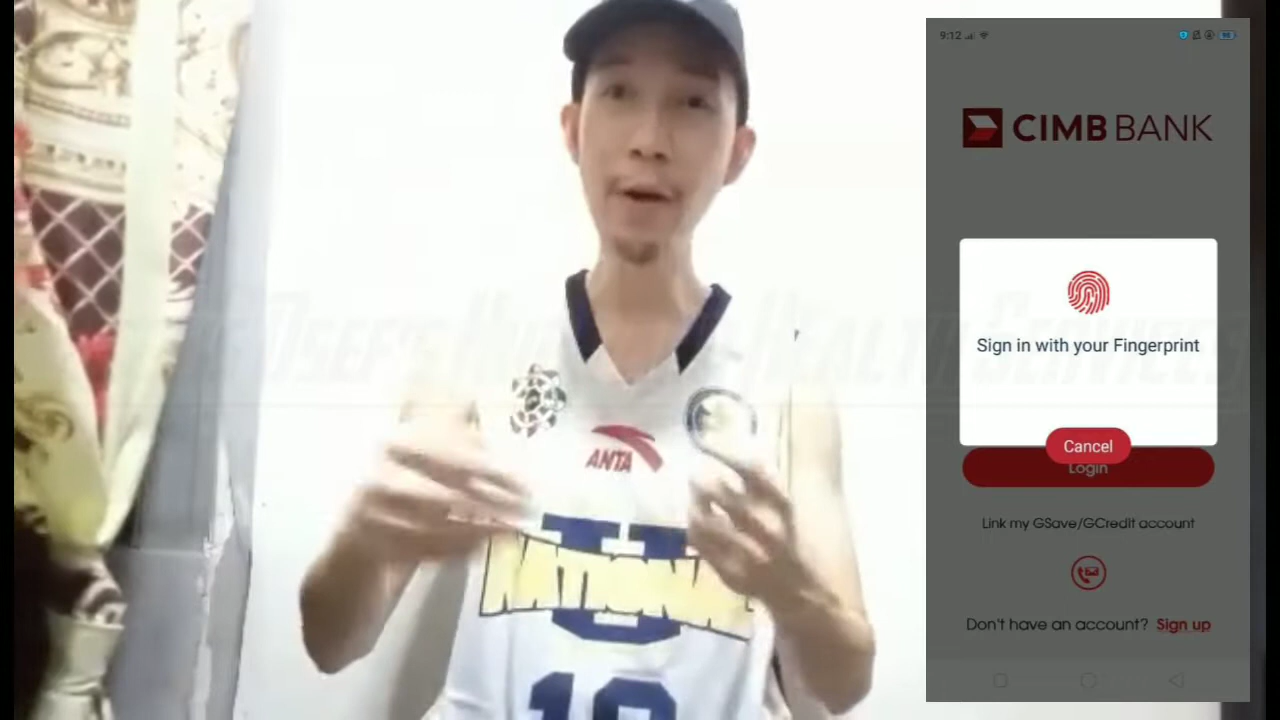 9:12
CIMB BANK
Sign in with your Fingerprint
Cancel
Login
Link my GSave/GCredit account
Don't have an account? Sign up
ANTA
U
NATIONAL